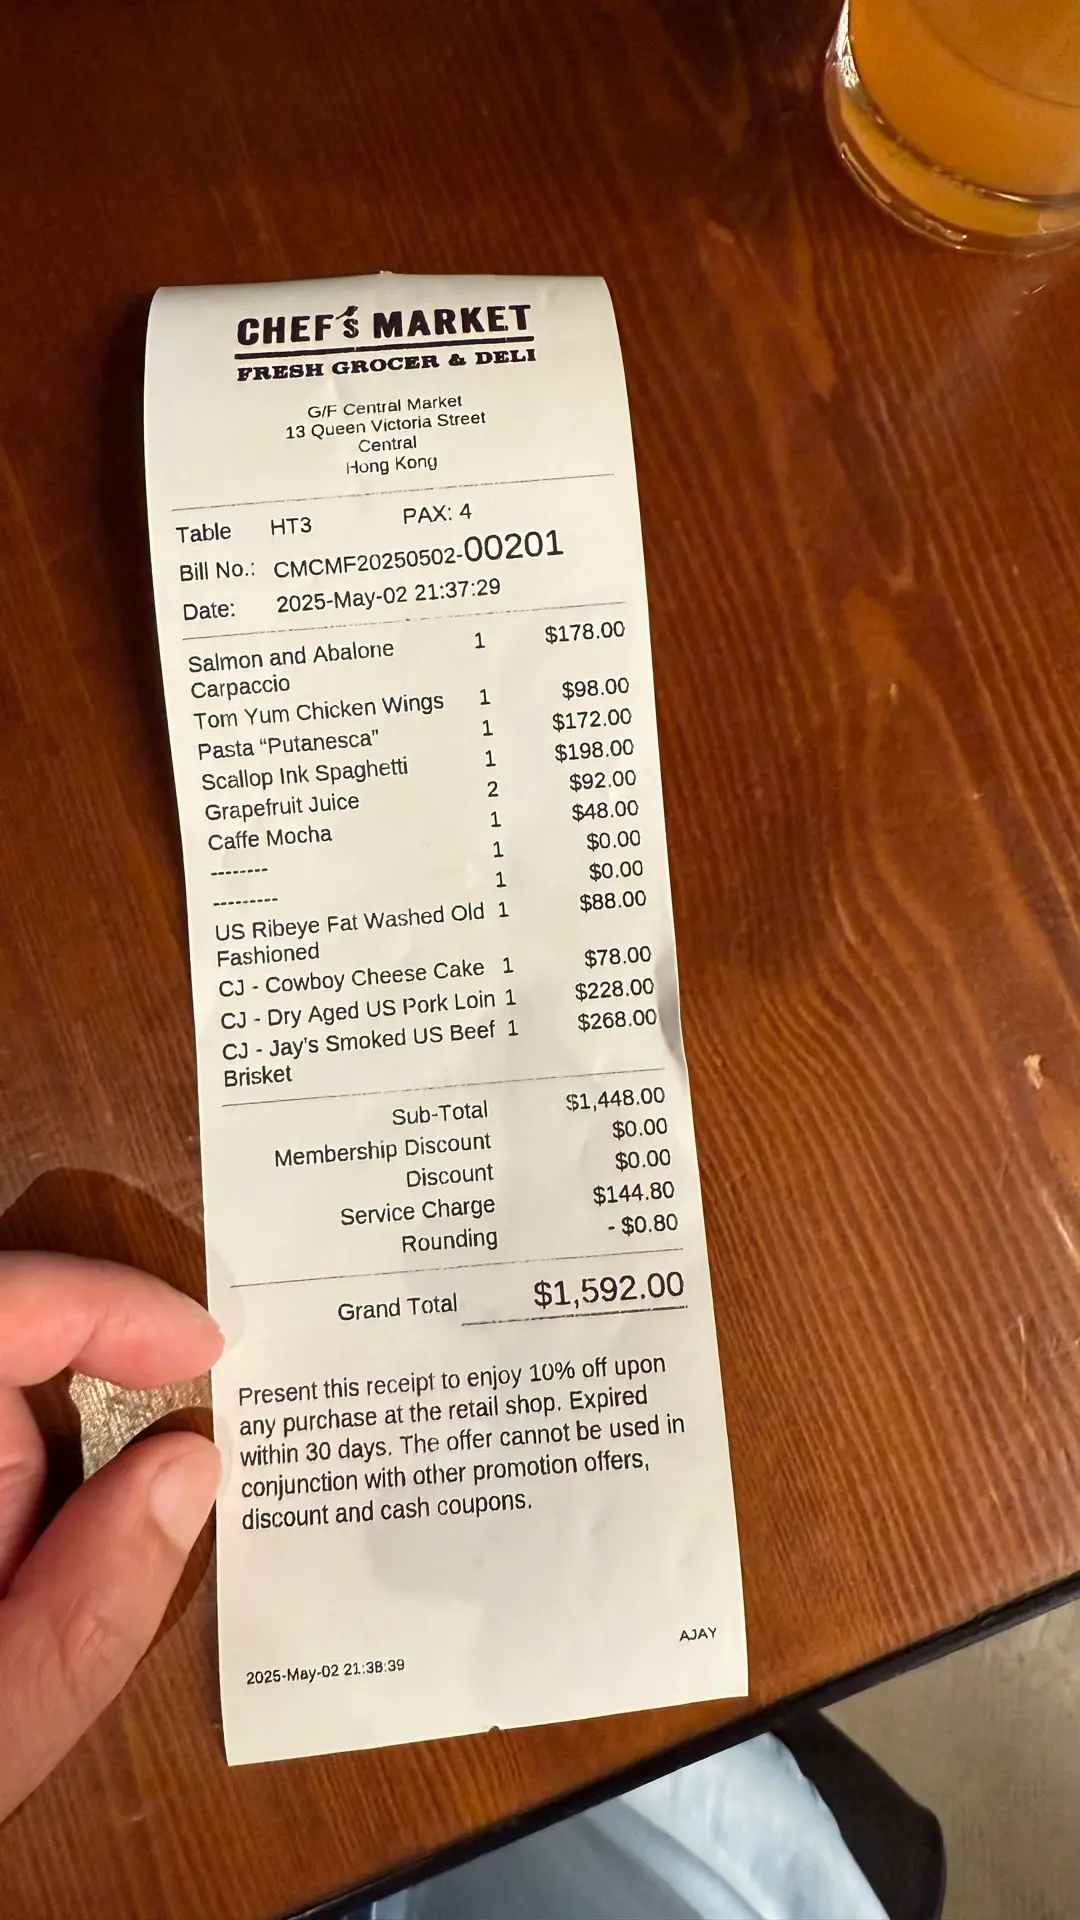 CHEF's MARKET
FRESH GROCER & DELI
G/F Central Market
13 Queen Victoria Street
Central
Hong Kong
Table HT3 PAX: 4
Bill No.: CMCMF20250502-00201
Date: 2025-May-02 21:37:29
Salmon and Abalone 1 $178.00
Carpaccio
Tom Yum Chicken Wings 1 $98.00
Pasta “Putanesca” 1 $172.00
Scallop Ink Spaghetti 1 $198.00
Grapefruit Juice 2 $92.00
Caffe Mocha 1 $48.00
-------- 1 $0.00
--------- 1 $0.00
US Ribeye Fat Washed Old 1 $88.00
Fashioned
CJ - Cowboy Cheese Cake 1 $78.00
CJ - Dry Aged US Pork Loin 1 $228.00
CJ - Jay's Smoked US Beef 1 $268.00
Brisket
Sub-Total $1,448.00
Membership Discount $0.00
Discount $0.00
Service Charge $144.80
Rounding - $0.80
Grand Total $1,592.00
Present this receipt to enjoy 10% off upon
any purchase at the retail shop. Expired
within 30 days. The offer cannot be used in
conjunction with other promotion offers,
discount and cash coupons.
AJAY
2025-May-02 21:38:39